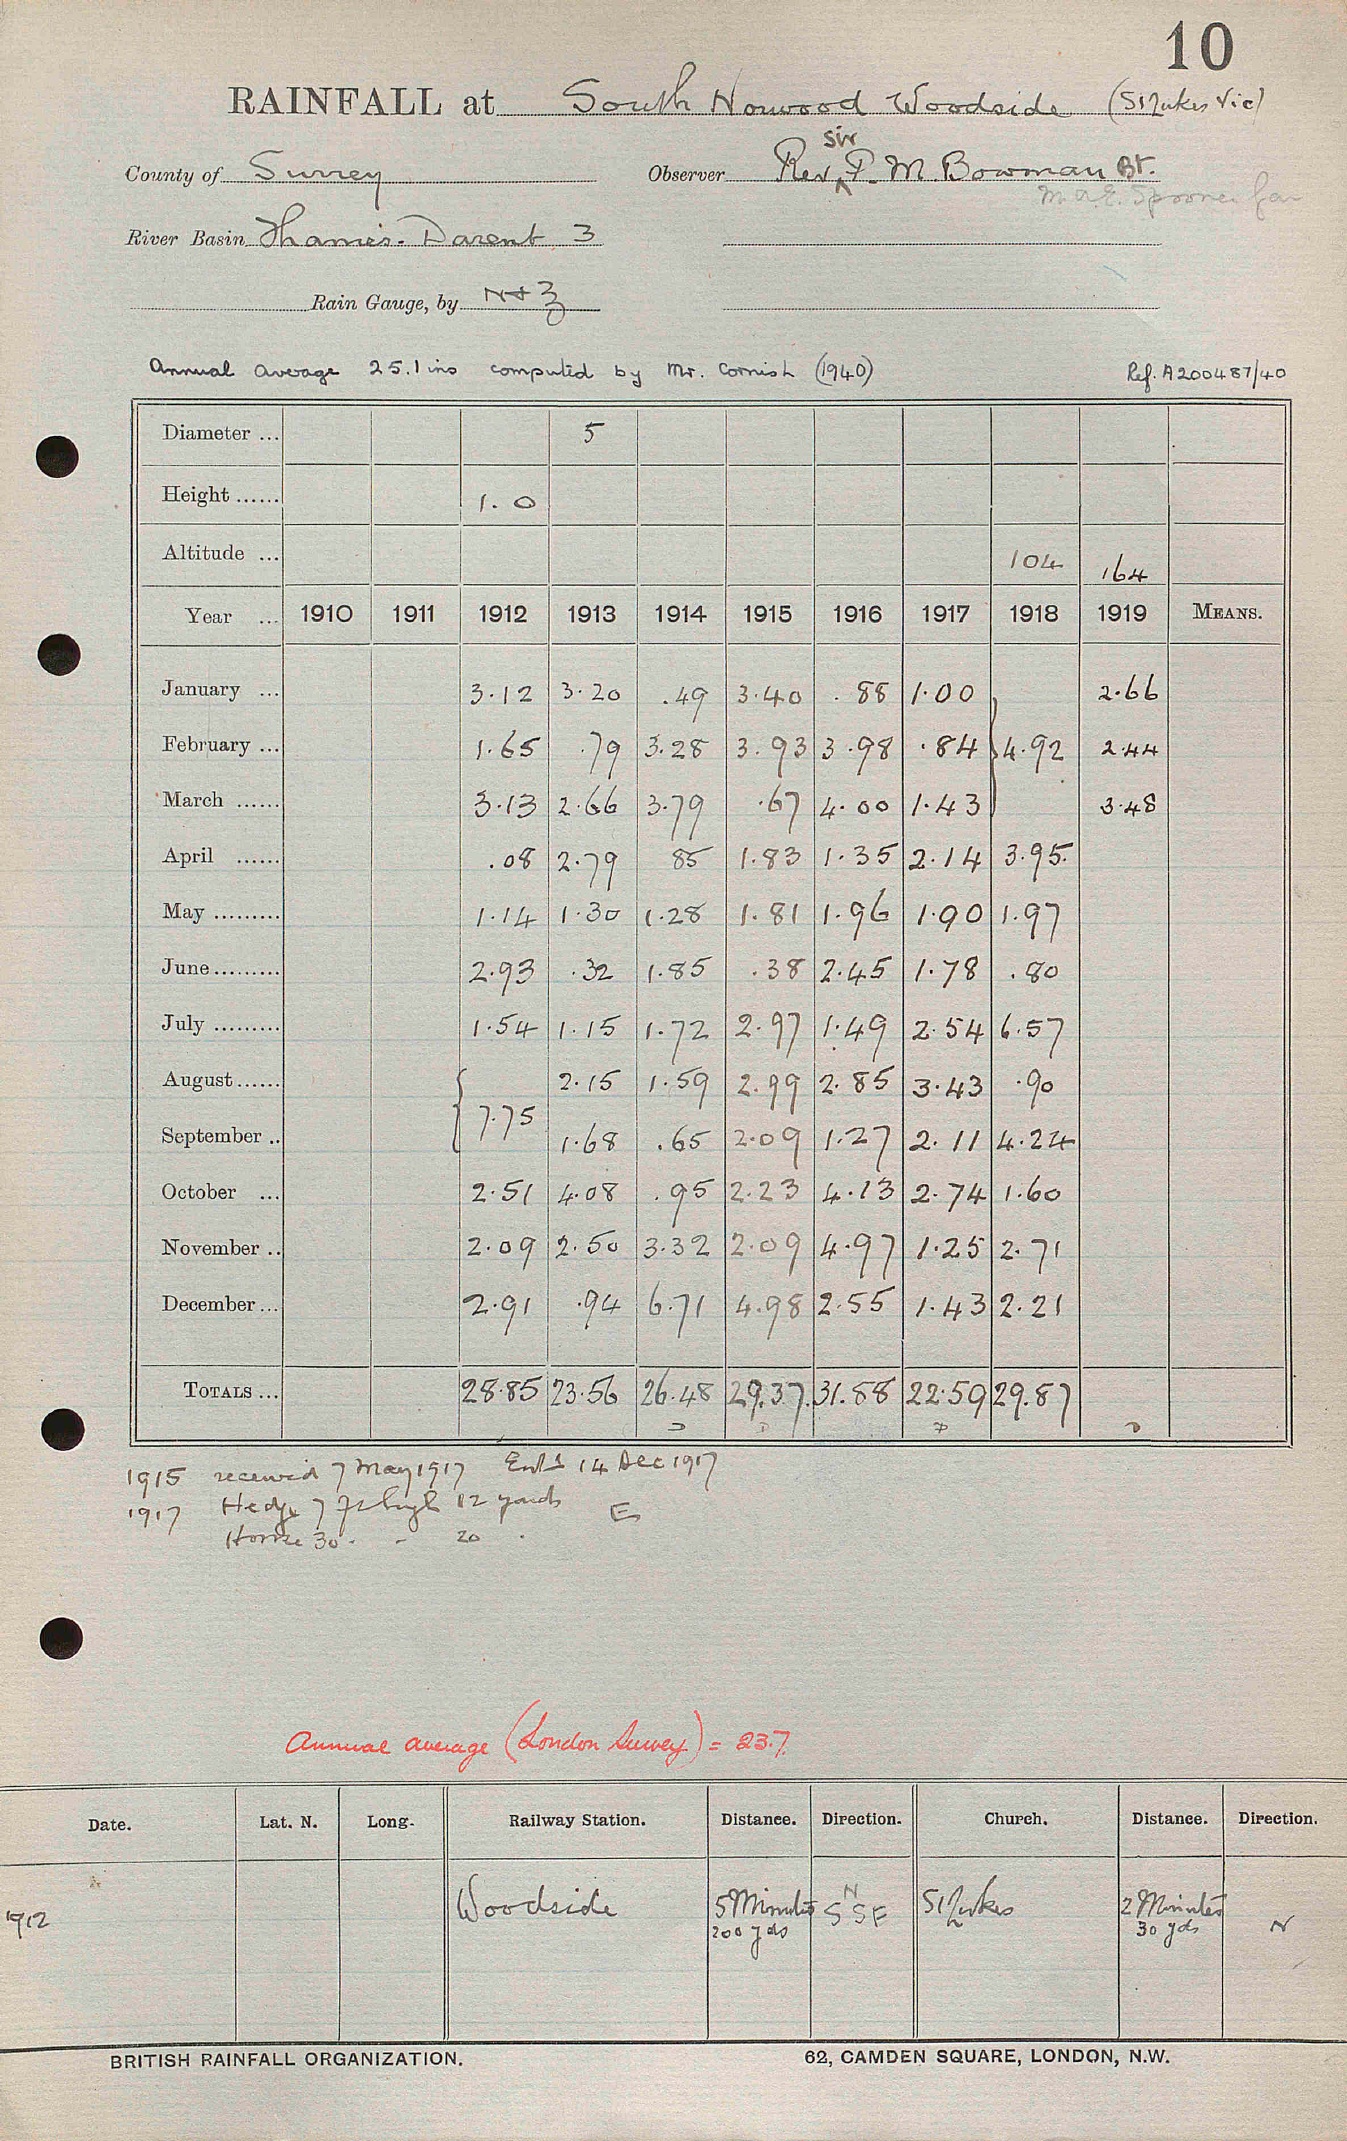 10
RAINFALL at South Norwood Woodside (St Lukes Vic)
Sir
County of Surrey Observer Rev. P. M. Bowman Bt.
River Basin Thames. Darent 3
Rain Gauge, by N & Z
Annual average 25.1 ins computed by Mr. Cornish (1940) Ref. A200487/40
Diameter ... 5
Height ...... 1.0
Altitude ... 104 164
Year ... 1910 1911 1912 1913 1914 1915 1916 1917 1918 1919 MEANS.
January ... 3.12 3.20 .49 3.40 .88 1.00 2.66
February ... 1.65 .79 3.28 3.93 3.98 .84 4.92 2.44
March ...... 3.13 2.66 3.79 .67 4.00 1.43 3.48
April ...... .08 2.79 85 1.83 1.35 2.14 3.95
May ......... 1.14 1.30 1.28 1.81 1.96 1.90 1.97
June ......... 2.93 .32 1.85 .38 2.45 1.78 .80
July ......... 1.54 1.15 1.72 2.97 1.49 2.54 6.57
August ...... 2.15 1.59 2.99 2.85 3.43 .90
7.75
September .. 1.68 .65 2.09 1.27 2.11 4.24
October ... 2.51 4.08 .95 2.23 4.13 2.74 1.60
November .. 2.09 2.50 3.32 2.09 4.97 1.25 2.71
December ... 2.91 .94 6.71 4.98 2.55 1.43 2.21
TOTALS ... 28.85 23.56 26.48 29.37 31.88 22.59 29.87
1915 received 7 May 1917 Entd 14 Dec 1917
1917 Hedge 7 ft high 12 yards E
House 30 . - 20 .
Annual average (London Survey) = 23.7.
Date. Lat. N. Long. Railway Station. Distance. Direction. Church. Distance. Direction.
1912 Woodside 5 Minutes N S SE St Lukes 2 Minutes N
200 yds 30 yds
BRITISH RAINFALL ORGANIZATION. 62, CAMDEN SQUARE, LONDON, N.W.